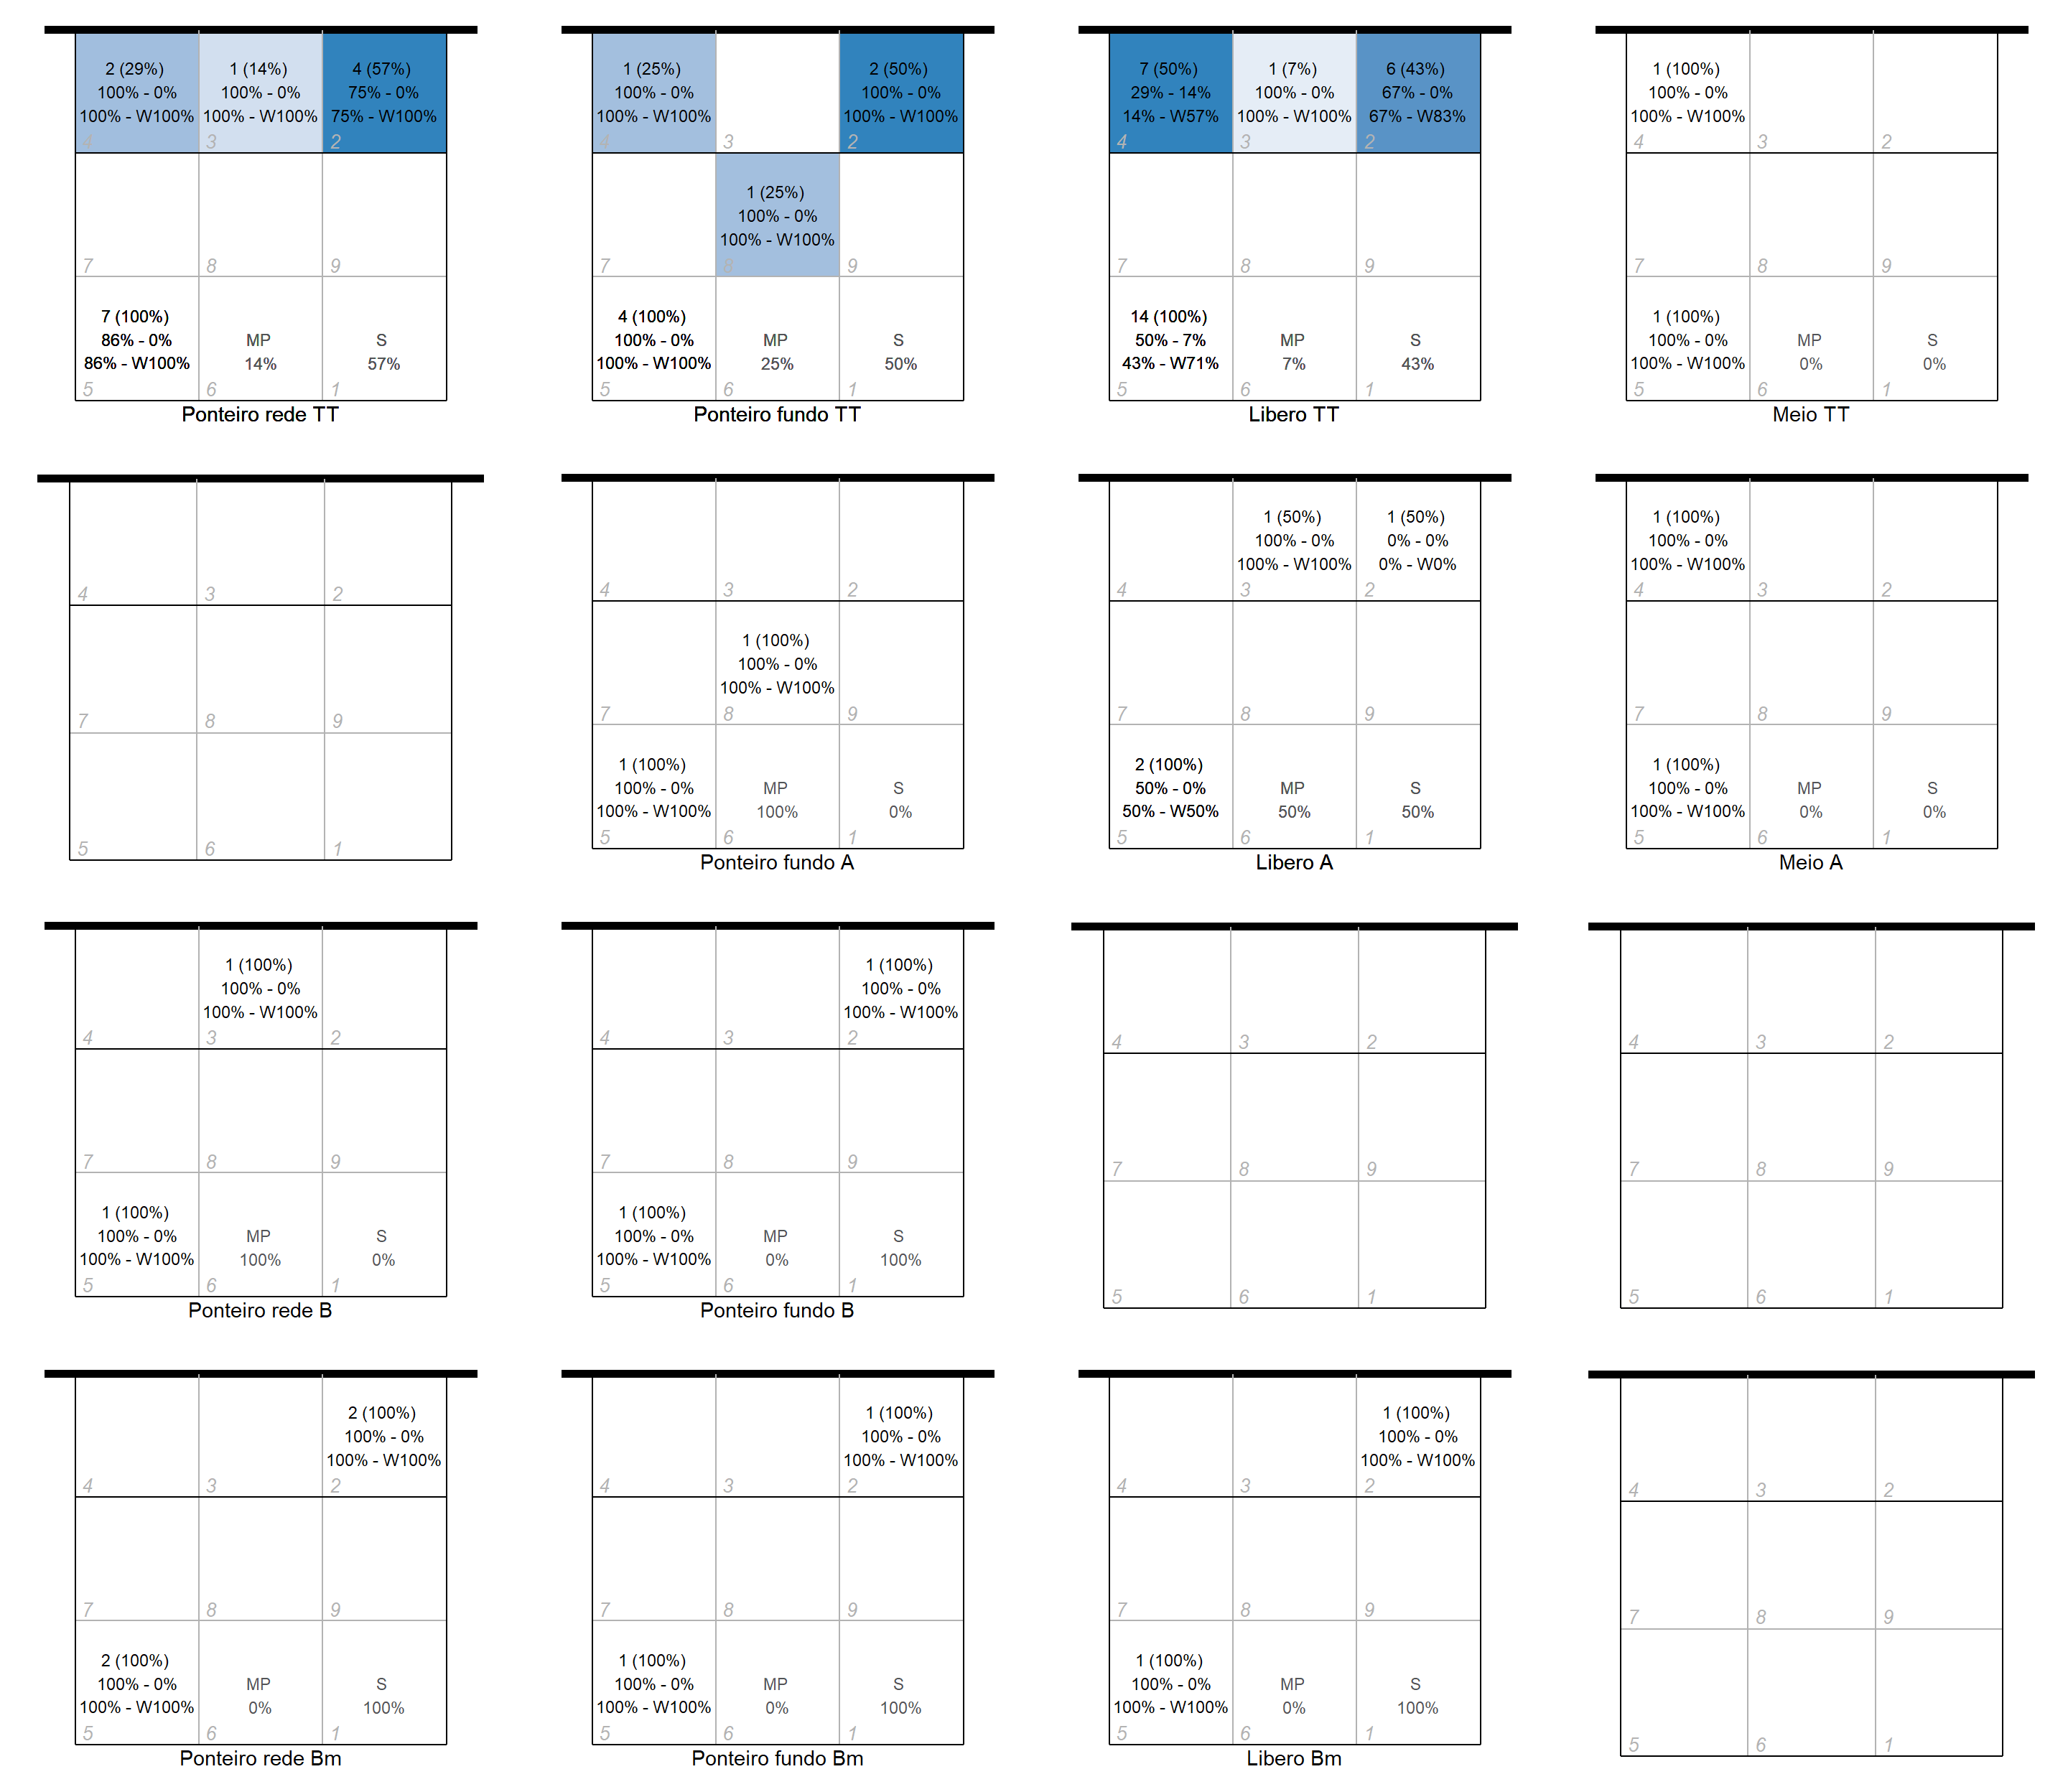 2 (29%)
100% - 0%
100% - W100%
4
1 (14%)
100% - 0%
100% - W100%
3
4 (57%)
75% - 0%
75% - W100%
2
7
8
9
7 (100%)
86% - 0%
86% - W100%
5
MP
14%
6
S
57%
1
Ponteiro rede TT
1 (25%)
100% - 0%
100% - W100%
4
3
2 (50%)
100% - 0%
100% - W100%
2
7
1 (25%)
100% - 0%
100% - W100%
8
9
4 (100%)
100% - 0%
100% - W100%
5
MP
25%
6
S
50%
1
Ponteiro fundo TT
7 (50%)
29% - 14%
14% - W57%
4
1 (7%)
100% - 0%
100% - W100%
3
6 (43%)
67% - 0%
67% - W83%
2
7
8
9
14 (100%)
50% - 7%
43% - W71%
5
MP
7%
6
S
43%
1
Libero TT
1 (100%)
100% - 0%
100% - W100%
4
3
2
7
8
9
1 (100%)
100% - 0%
100% - W100%
5
MP
0%
6
S
0%
1
Meio TT
4
3
2
7
8
9
5
6
1
4
3
2
7
1 (100%)
100% - 0%
100% - W100%
8
9
1 (100%)
100% - 0%
100% - W100%
5
MP
100%
6
S
0%
1
Ponteiro fundo A
4
1 (50%)
100% - 0%
100% - W100%
3
1 (50%)
0% - 0%
0% - W0%
2
7
8
9
2 (100%)
50% - 0%
50% - W50%
5
MP
50%
6
S
50%
1
Libero A
1 (100%)
100% - 0%
100% - W100%
4
3
2
7
8
9
1 (100%)
100% - 0%
100% - W100%
5
MP
0%
6
S
0%
1
Meio A
4
1 (100%)
100% - 0%
100% - W100%
3
2
7
8
9
1 (100%)
100% - 0%
100% - W100%
5
MP
100%
6
S
0%
1
Ponteiro rede B
4
3
1 (100%)
100% - 0%
100% - W100%
2
7
8
9
1 (100%)
100% - 0%
100% - W100%
5
MP
0%
6
S
100%
1
Ponteiro fundo B
4
3
2
7
8
9
5
6
1
4
3
2
7
8
9
5
6
1
4
3
2 (100%)
100% - 0%
100% - W100%
2
7
8
9
2 (100%)
100% - 0%
100% - W100%
5
MP
0%
6
S
100%
1
Ponteiro rede Bm
4
3
1 (100%)
100% - 0%
100% - W100%
2
7
8
9
1 (100%)
100% - 0%
100% - W100%
5
MP
0%
6
S
100%
1
Ponteiro fundo Bm
4
3
1 (100%)
100% - 0%
100% - W100%
2
7
8
9
1 (100%)
100% - 0%
100% - W100%
5
MP
0%
6
S
100%
1
Libero Bm
4
3
2
7
8
9
5
6
1